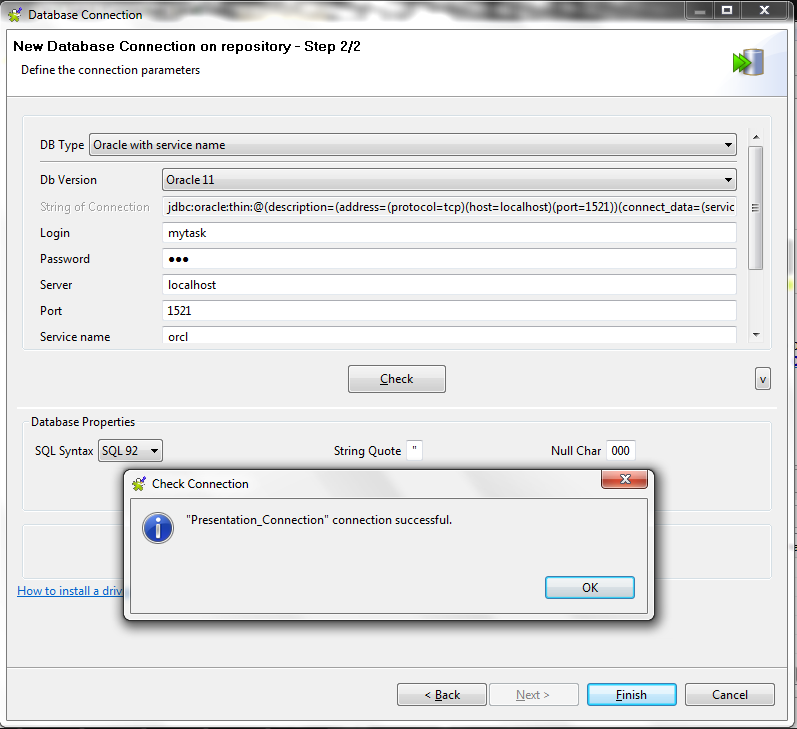 Database Connection
New Database Connection on repository - Step 2/2
Define the connection parameters
DB Type Oracle with service name
Db Version Oracle 11
String of Connection jdbc:oracle:thin:@(description=(address=(protocol=tcp)(host=localhost)(port=1521))(connect_data=(servic
Login mytask
Password ●●●
Server localhost
Port 1521
Service name orcl
Check
v
Database Properties
SQL Syntax SQL 92 String Quote " Null Char 000
Check Connection
"Presentation_Connection" connection successful.
OK
How to install a driv
< Back Next > Finish Cancel